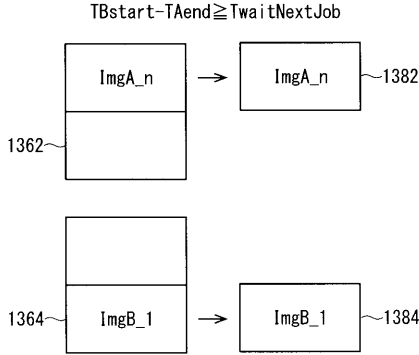 TBstart-TAend≧TwaitNextJob
ImgA_n → ImgA_n 1382
1362
1364 ImgB_1 → ImgB_1 1384